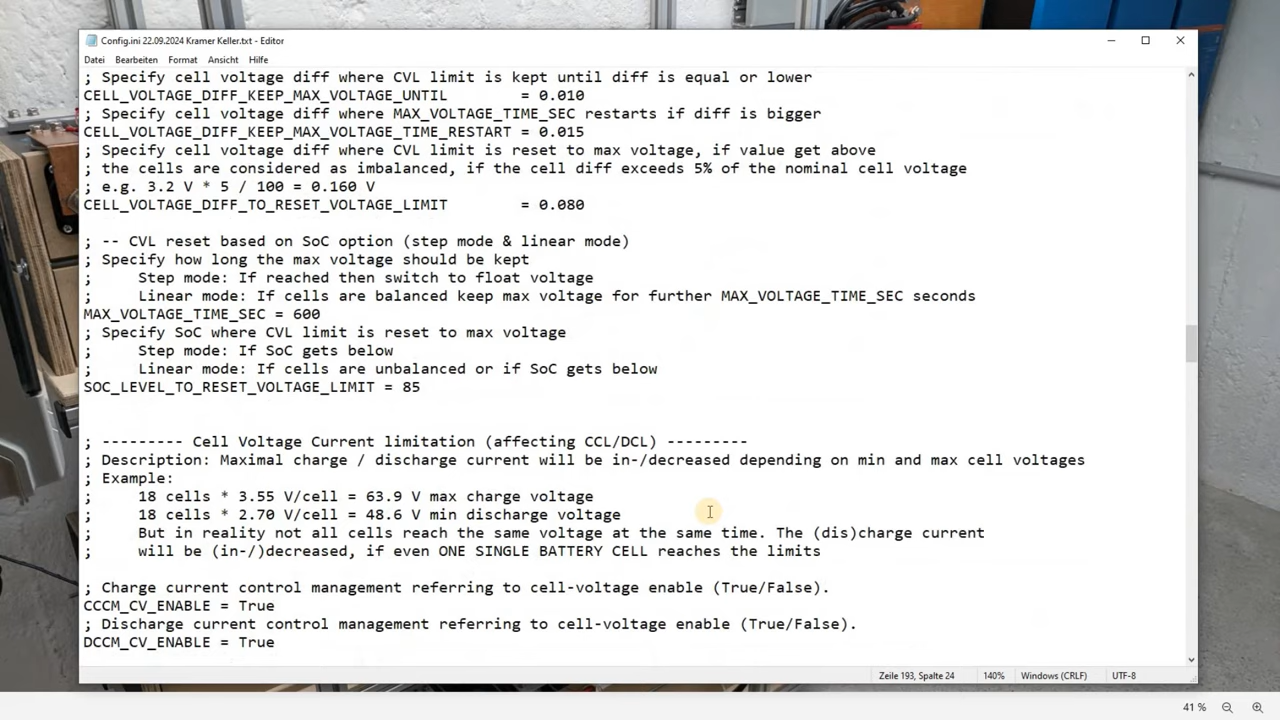 Config.ini 22.09.2024 Kramer Keller.txt - Editor
Datei Bearbeiten Format Ansicht Hilfe
; Specify cell voltage diff where CVL limit is kept until diff is equal or lower
CELL_VOLTAGE_DIFF_KEEP_MAX_VOLTAGE_UNTIL        = 0.010
; Specify cell voltage diff where MAX_VOLTAGE_TIME_SEC restarts if diff is bigger
CELL_VOLTAGE_DIFF_KEEP_MAX_VOLTAGE_TIME_RESTART = 0.015
; Specify cell voltage diff where CVL limit is reset to max voltage, if value get above
; the cells are considered as imbalanced, if the cell diff exceeds 5% of the nominal cell voltage
; e.g. 3.2 V * 5 / 100 = 0.160 V
CELL_VOLTAGE_DIFF_TO_RESET_VOLTAGE_LIMIT        = 0.080
; -- CVL reset based on SoC option (step mode & linear mode)
; Specify how long the max voltage should be kept
;     Step mode: If reached then switch to float voltage
;     Linear mode: If cells are balanced keep max voltage for further MAX_VOLTAGE_TIME_SEC seconds
MAX_VOLTAGE_TIME_SEC = 600
; Specify SoC where CVL limit is reset to max voltage
;     Step mode: If SoC gets below
;     Linear mode: If cells are unbalanced or if SoC gets below
SOC_LEVEL_TO_RESET_VOLTAGE_LIMIT = 85
; --------- Cell Voltage Current limitation (affecting CCL/DCL) ---------
; Description: Maximal charge / discharge current will be in-/decreased depending on min and max cell voltages
; Example:
;     18 cells * 3.55 V/cell = 63.9 V max charge voltage
;     18 cells * 2.70 V/cell = 48.6 V min discharge voltage
;     But in reality not all cells reach the same voltage at the same time. The (dis)charge current
;     will be (in-/)decreased, if even ONE SINGLE BATTERY CELL reaches the limits
; Charge current control management referring to cell-voltage enable (True/False).
CCCM_CV_ENABLE = True
; Discharge current control management referring to cell-voltage enable (True/False).
DCCM_CV_ENABLE = True
Zeile 193, Spalte 24 140% Windows (CRLF) UTF-8
41 %